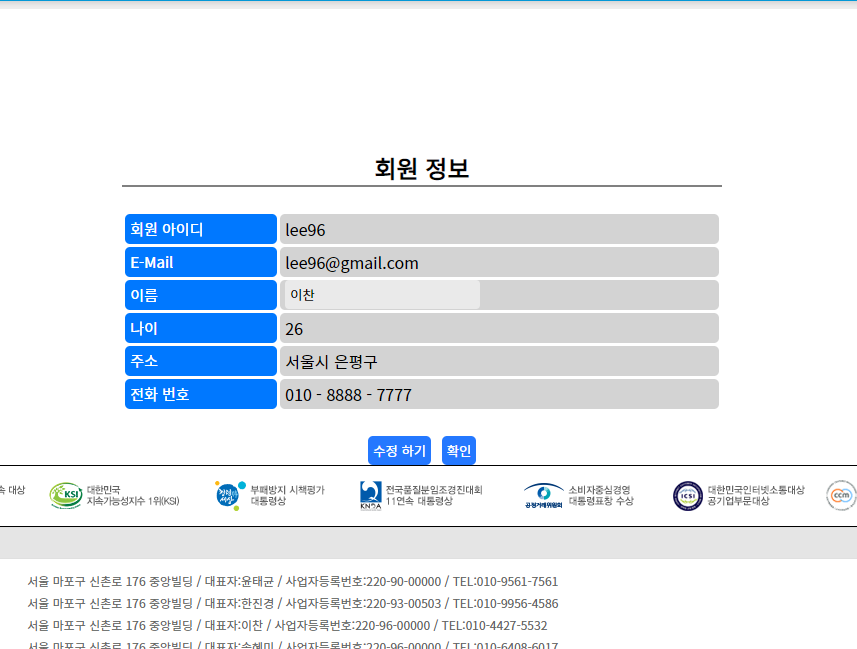 회원 정보
회원 아이디 lee96
E-Mail lee96@gmail.com
이름 이찬
나이 26
주소 서울시 은평구
전화 번호 010 - 8888 - 7777
수정 하기 확인
속 대상
KSI 대한민국
지속가능성지수 1위(KSI)
청렴 세상 부패방지 시책평가
대통령상
KNQA 전국품질분임조경진대회
11연속 대통령상
공정거래위원회 소비자중심경영
대통령표창 수상
ICSI 대한민국인터넷소통대상
공기업부문대상
ccm
서울 마포구 신촌로 176 중앙빌딩 / 대표자:윤태균 / 사업자등록번호:220-90-00000 / TEL:010-9561-7561
서울 마포구 신촌로 176 중앙빌딩 / 대표자:한진경 / 사업자등록번호:220-93-00503 / TEL:010-9956-4586
서울 마포구 신촌로 176 중앙빌딩 / 대표자:이찬 / 사업자등록번호:220-96-00000 / TEL:010-4427-5532
서울 마포구 신촌로 176 중앙빌딩 / 대표자:송혜미 / 사업자등록번호:220-96-00000 / TEL:010-6408-6017